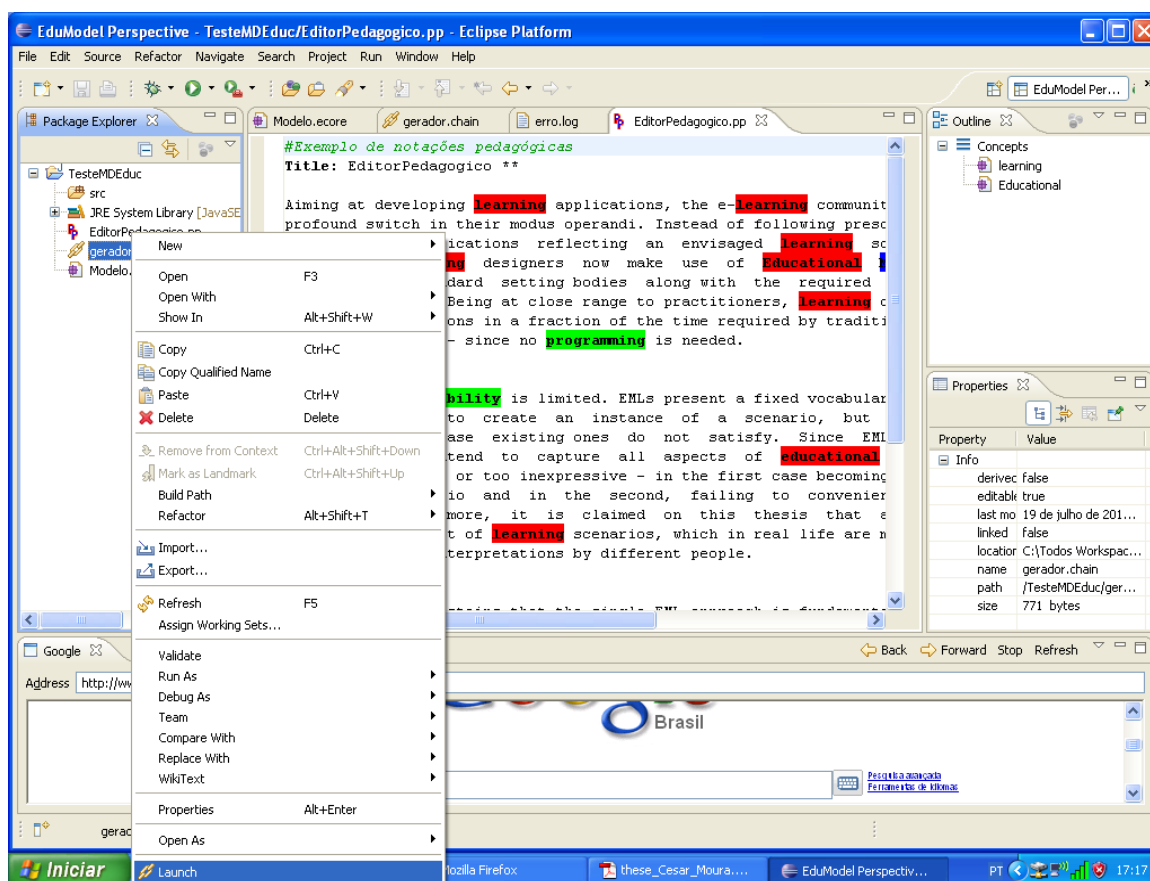 EduModel Perspective - TesteMDEduc/EditorPedagogico.pp - Eclipse Platform
File Edit Source Refactor Navigate Search Project Run Window Help
EduModel Per...
Package Explorer
TesteMDEduc
src
JRE System Library [JavaSE
EditorPedagogico.pp
gerador
Modelo.
Modelo.ecore gerador.chain erro.log EditorPedagogico.pp
#Exemplo de notações pedagógicas
Title: EditorPedagogico **
Aiming at developing learning applications, the e-learning communit
profound switch in their modus operandi. Instead of following presc
ications reflecting an envisaged learning sc
ng designers now make use of Educational
dard setting bodies along with the required
Being at close range to practitioners, learning
ons in a fraction of the time required by traditi
- since no programming is needed.
bility is limited. EMLs present a fixed vocabular
to create an instance of a scenario, but
ase existing ones do not satisfy. Since EML
tend to capture all aspects of educational
or too inexpressive - in the first case becoming
io and in the second, failing to convenien
more, it is claimed on this thesis that
t of learning scenarios, which in real life are
terpretations by different people.
New
Open F3
Open With
Show In Alt+Shift+W
Copy Ctrl+C
Copy Qualified Name
Paste Ctrl+V
Delete Delete
Remove from Context Ctrl+Alt+Shift+Down
Mark as Landmark Ctrl+Alt+Shift+Up
Build Path
Refactor Alt+Shift+T
Import...
Export...
Refresh F5
Assign Working Sets...
Validate
Run As
Debug As
Team
Compare With
Replace With
WikiText
Properties Alt+Enter
Open As
Launch
Outline
Concepts
learning
Educational
Properties
Property Value
Info
derivec false
editable true
last mo 19 de julho de 201...
linked false
location C:\Todos Workspac...
name gerador.chain
path /TesteMDEduc/ger...
size 771 bytes
Google
Back Forward Stop Refresh
Address http://ww
Brasil
Pesquisa avançada
Ferramentas de idiomas
gerad
Iniciar
Mozilla Firefox
these_Cesar_Moura....
EduModel Perspectiv...
PT 17:17